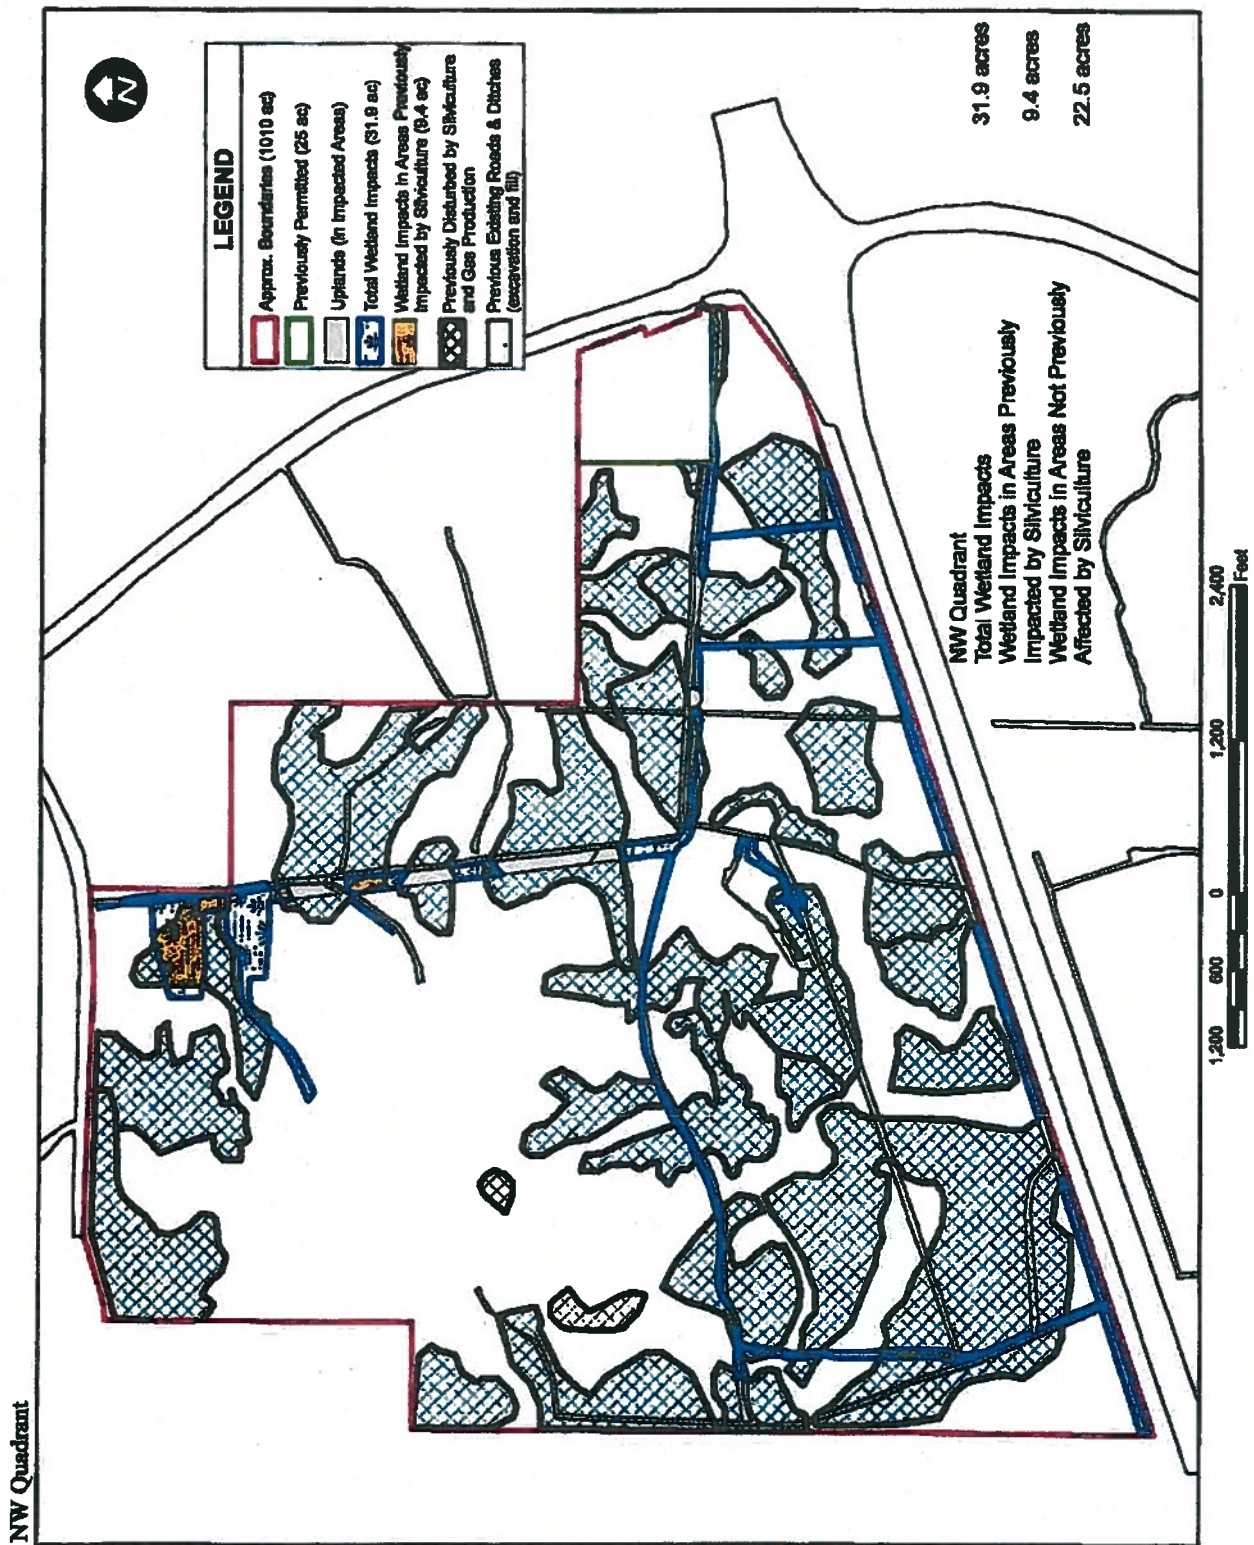 NW Quadrant
N
LEGEND
Approx. Boundaries (1010 ac)
Previously Permitted (25 ac)
Uplands (in Impacted Areas)
Total Wetland Impacts (31.9 ac)
Wetland Impacts in Areas Previously
Impacted by Silviculture (9.4 ac)
Previously Disturbed by Silviculture
and Gas Production
Previous Existing Roads & Ditches
(excavation and fill)
NW Quadrant
Total Wetland Impacts 31.9 acres
Wetland Impacts in Areas Previously
Impacted by Silviculture 9.4 acres
Wetland Impacts in Areas Not Previously
Affected by Silviculture 22.5 acres
1,200 600 0 1,200 2,400
Feet